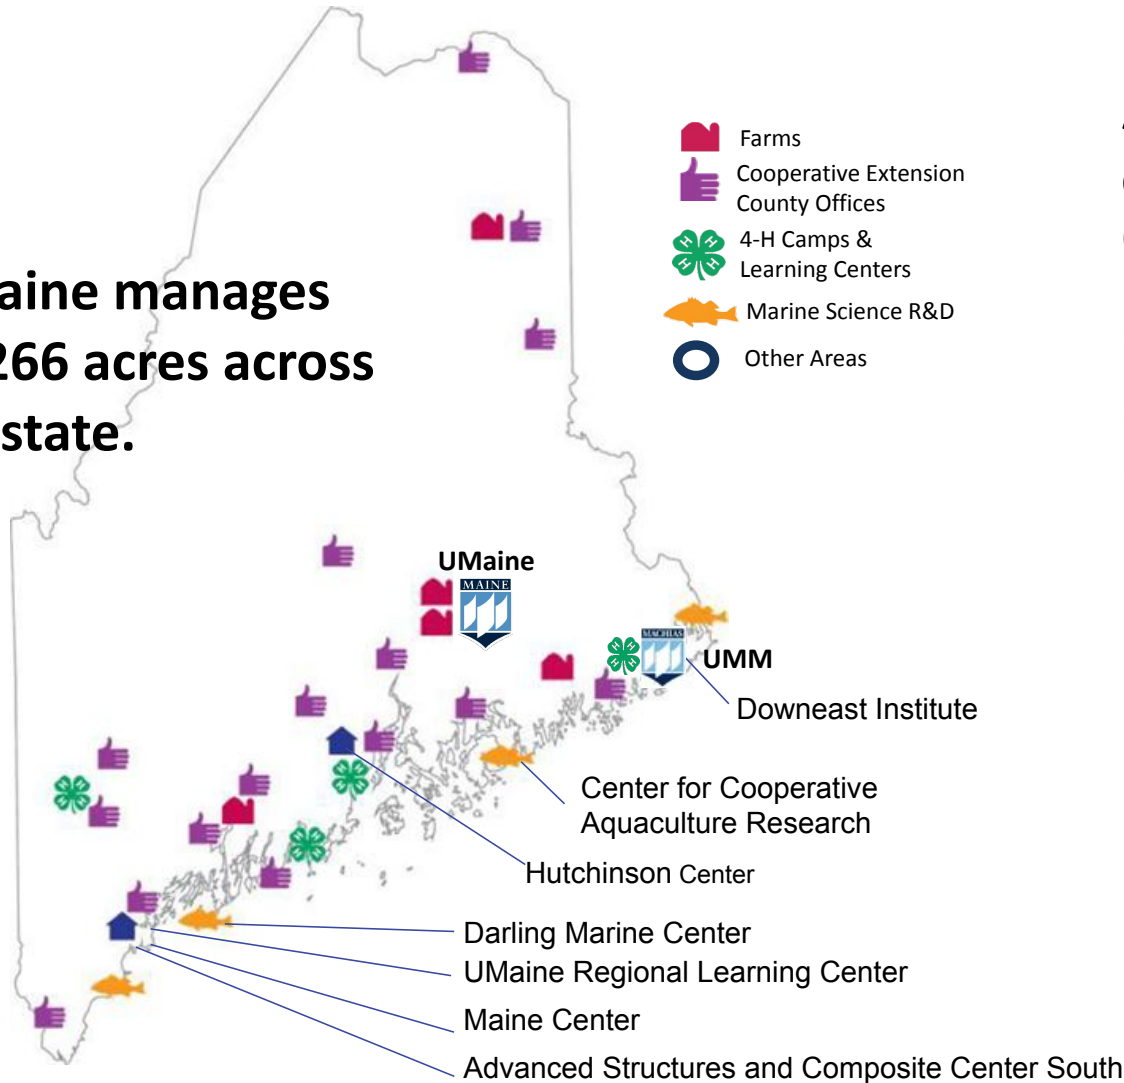 Farms
Cooperative Extension
County Offices
4-H Camps &
Learning Centers
Marine Science R&D
Other Areas
aine manages
266 acres across
state.
UMaine
MAINE
MACHIAS
UMM
Downeast Institute
Center for Cooperative
Aquaculture Research
Hutchinson Center
Darling Marine Center
UMaine Regional Learning Center
Maine Center
Advanced Structures and Composite Center South